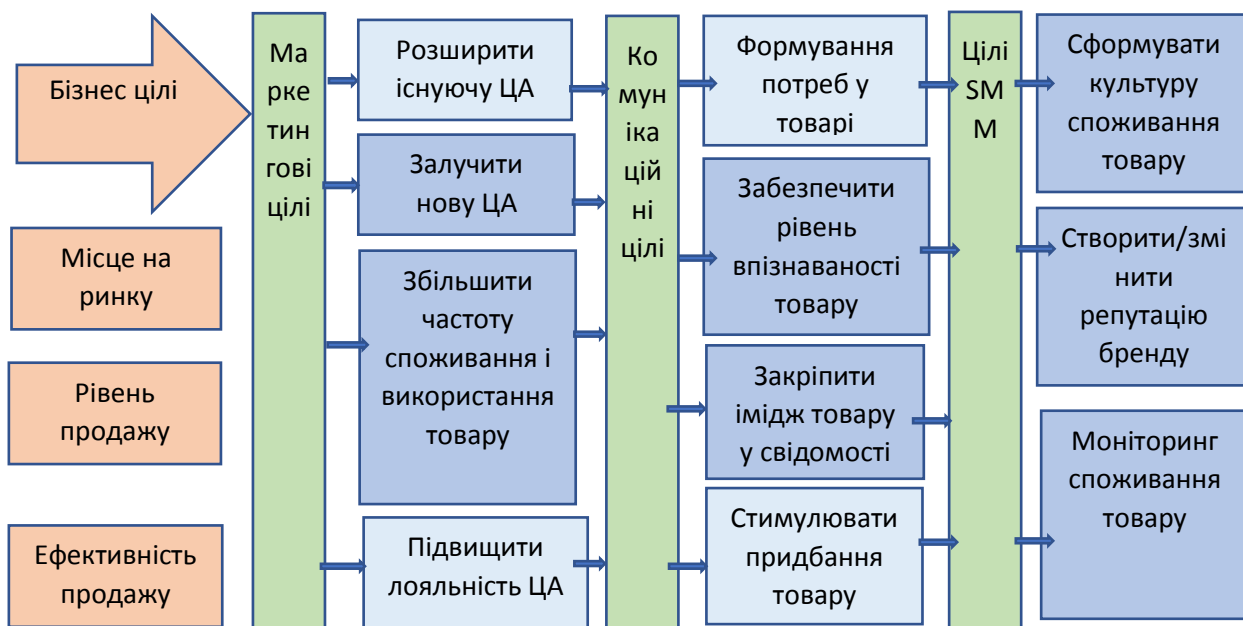 Бізнес цілі
Місце на
ринку
Рівень
продажу
Ефективність
продажу
Ма
рке
тин
гові
цілі
Розширити
існуючу ЦА
Залучити
нову ЦА
Збільшити
частоту
споживання і
використання
товару
Підвищити
лояльність ЦА
Ко
мун
іка
цій
ні
цілі
Формування
потреб у
товарі
Забезпечити
рівень
впізнаваності
товару
Закріпити
імідж товару
у свідомості
Стимулювати
придбання
товару
Цілі
SM
M
Сформувати
культуру
споживання
товару
Створити/змі
нити
репутацію
бренду
Моніторинг
споживання
товару